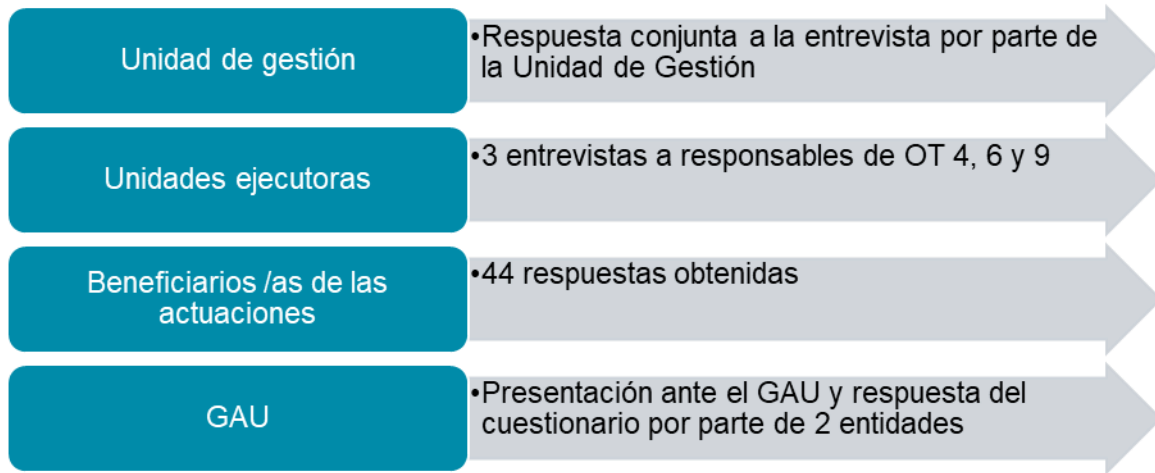 Unidad de gestión
•Respuesta conjunta a la entrevista por parte de
la Unidad de Gestión
Unidades ejecutoras
•3 entrevistas a responsables de OT 4, 6 y 9
Beneficiarios /as de las
actuaciones
•44 respuestas obtenidas
GAU
•Presentación ante el GAU y respuesta del
cuestionario por parte de 2 entidades